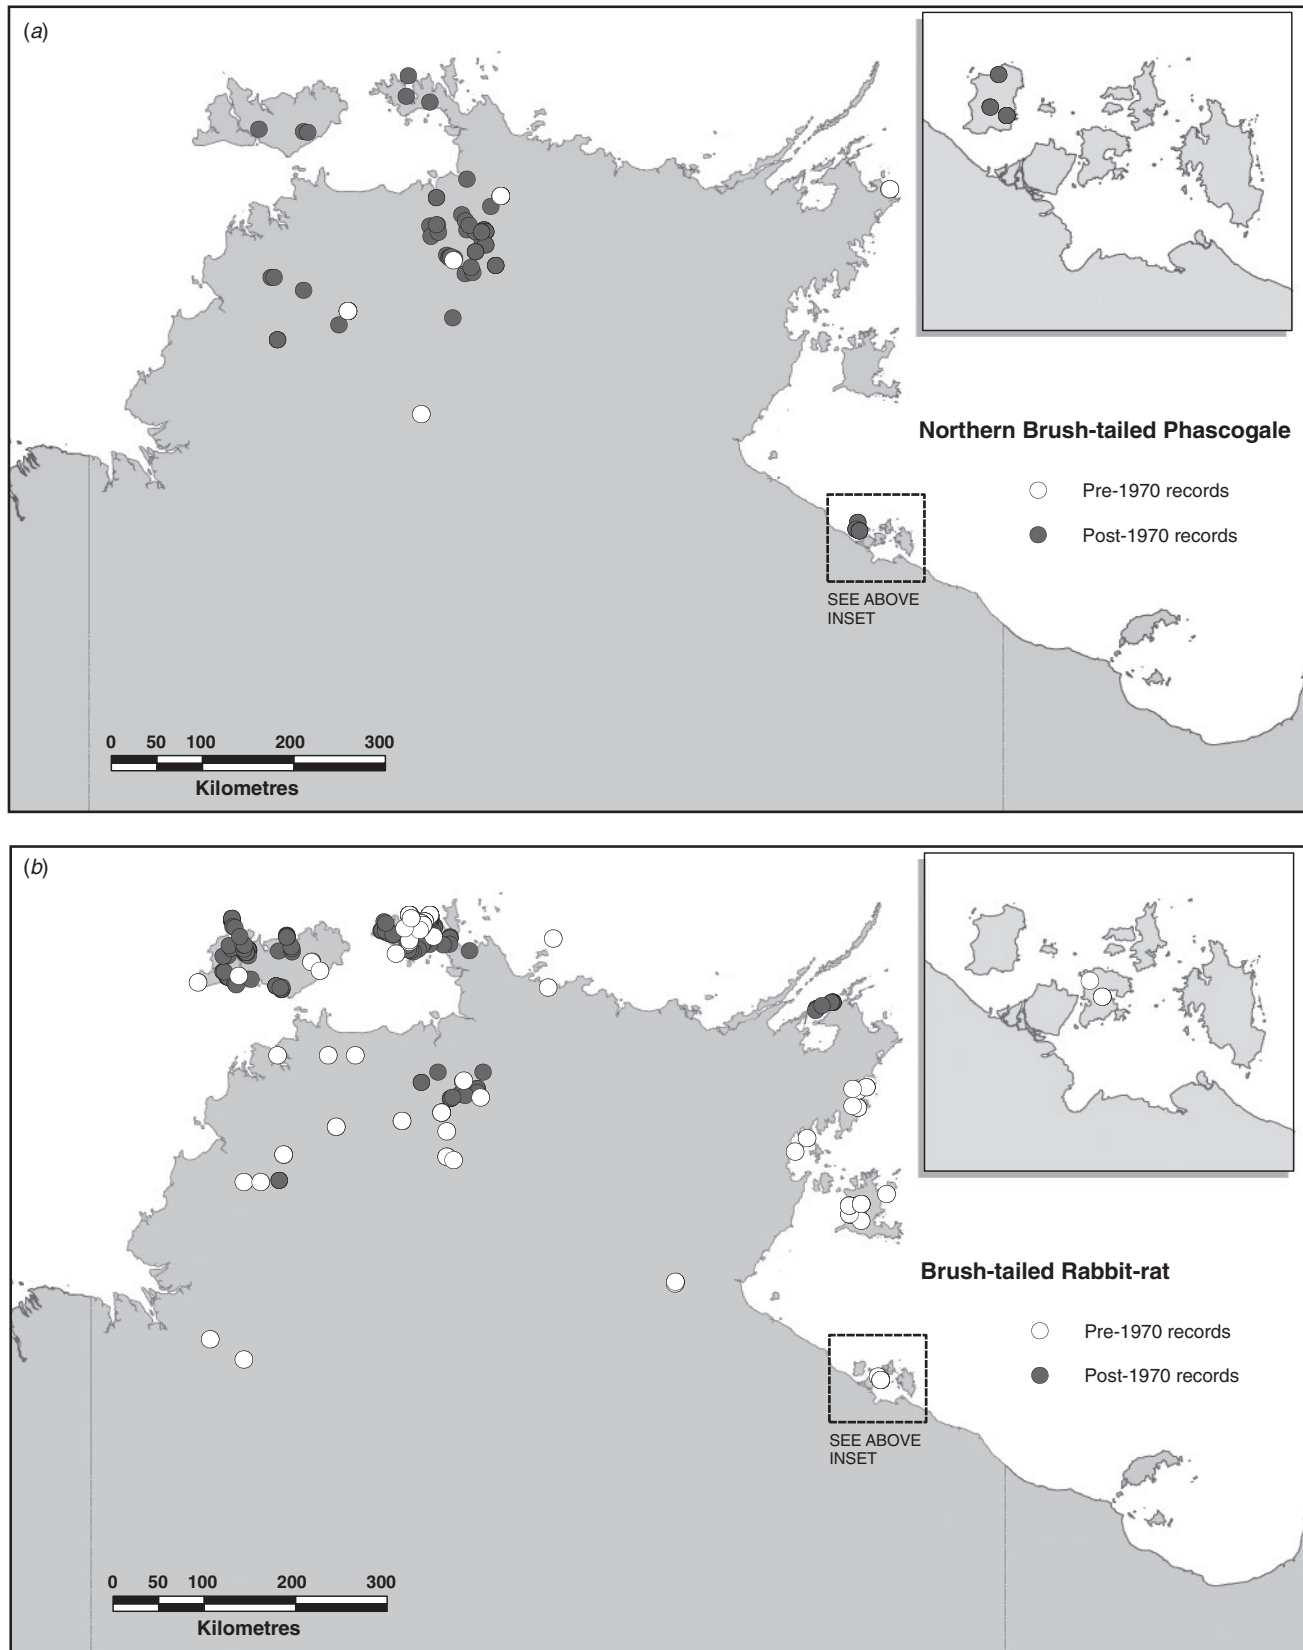 (a)
Northern Brush-tailed Phascogale
Pre-1970 records
Post-1970 records
SEE ABOVE
INSET
0 50 100 200 300
Kilometres
(b)
Brush-tailed Rabbit-rat
Pre-1970 records
Post-1970 records
SEE ABOVE
INSET
0 50 100 200 300
Kilometres